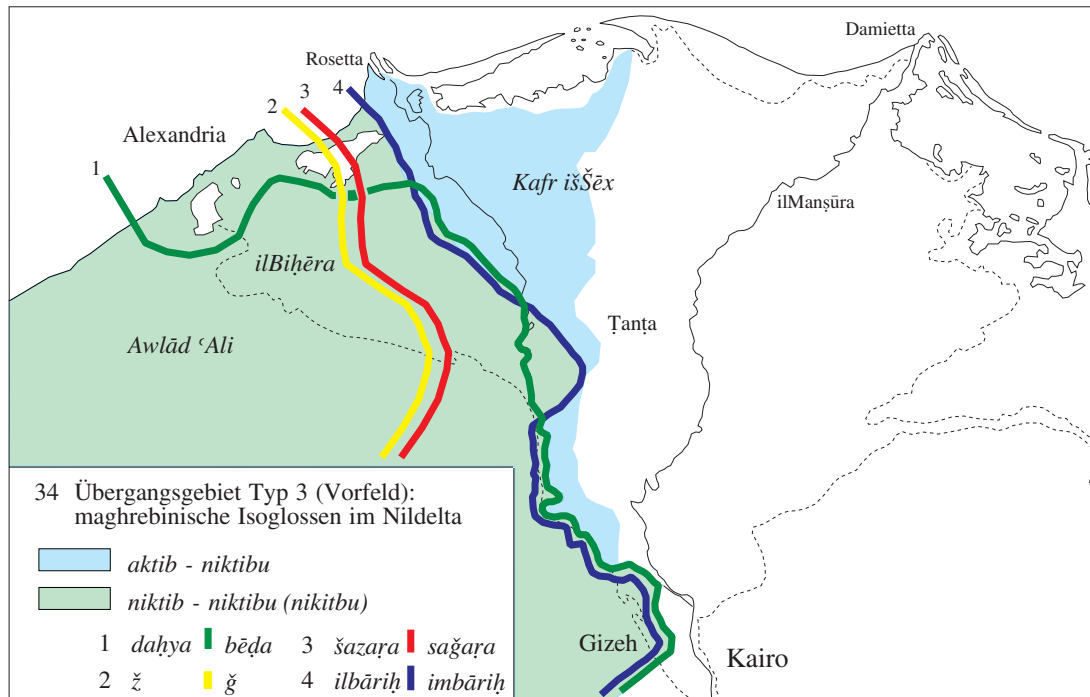 Damietta
Rosetta
2 3 4
Alexandria
1
Kafr išŠēx
ilManṣūra
ilBiḥēra
Ṭanṭa
Awlād ʿAli
34 Übergangsgebiet Typ 3 (Vorfeld):
maghrebinische Isoglossen im Nildelta
aktib - niktibu
niktib - niktibu (nikitbu)
1 daḥya bēḍa 3 šazaṛa saǧaṛa
2 ž ǧ 4 ilbāriḥ imbāriḥ
Gizeh
Kairo